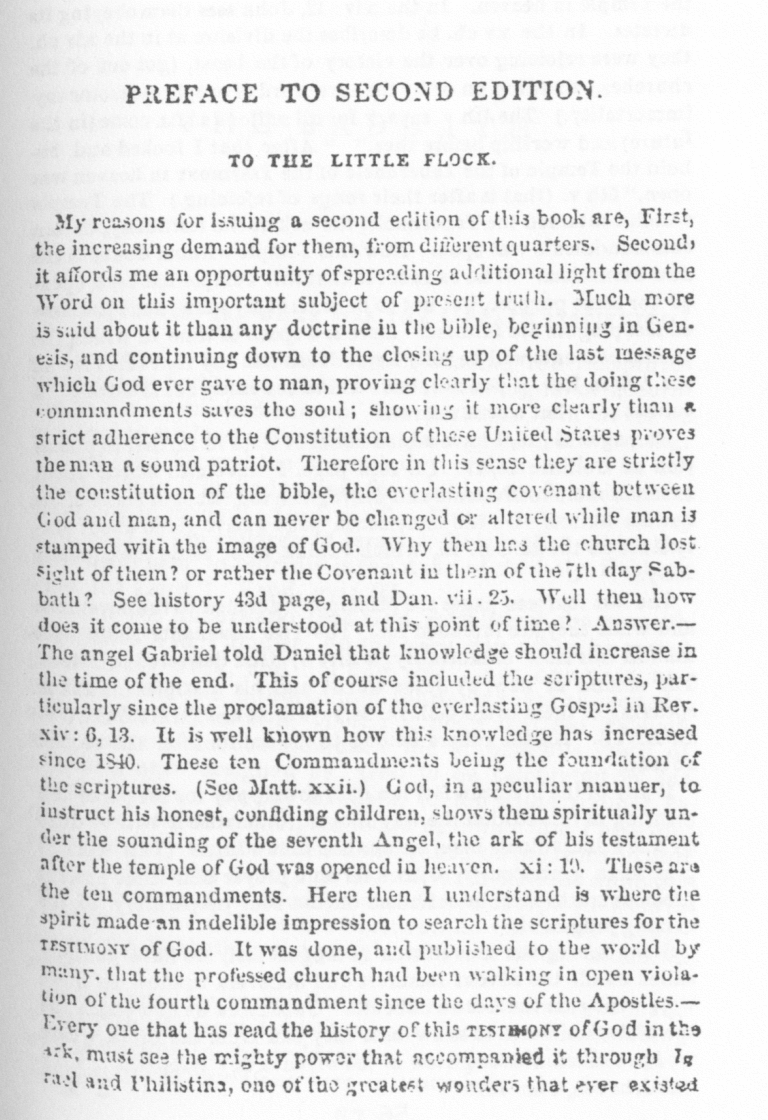 PREFACE TO SECOND EDITION.
TO THE LITTLE FLOCK.
My reasons for issuing a second edition of this book are, First,
the increasing demand for them, from different quarters. Second,
it affords me an opportunity of spreading additional light from the
Word on this important subject of present truth. Much more
is said about it than any doctrine in the bible, beginning in Gen-
esis, and continuing down to the closing up of the last message
which God ever gave to man, proving clearly that the doing these
commandments saves the soul; showing it more clearly than a
strict adherence to the Constitution of these United States proves
the man a sound patriot. Therefore in this sense they are strictly
the constitution of the bible, the everlasting covenant between
God and man, and can never be changed or altered while man is
stamped with the image of God. Why then has the church lost
sight of them? or rather the Covenant in them of the 7th day Sab-
bath? See history 43d page, and Dan. vii. 25. Well then how
does it come to be understood at this point of time? Answer.—
The angel Gabriel told Daniel that knowledge should increase in
the time of the end. This of course included the scriptures, par-
ticularly since the proclamation of the everlasting Gospel in Rev.
xiv: 6, 13. It is well known how this knowledge has increased
since 1840. These ten Commandments being the foundation of
the scriptures. (See Matt. xxii.) God, in a peculiar manner, to
instruct his honest, confiding children, shows them spiritually un-
der the sounding of the seventh Angel, the ark of his testament
after the temple of God was opened in heaven. xi: 19. These are
the ten commandments. Here then I understand is where the
spirit made an indelible impression to search the scriptures for the
TESTIMONY of God. It was done, and published to the world by
many, that the professed church had been walking in open viola-
tion of the fourth commandment since the days of the Apostles.—
Every one that has read the history of this TESTIMONY of God in the
ark, must see the mighty power that accompanied it through Is
rael and Philistina, one of the greatest wonders that ever existed